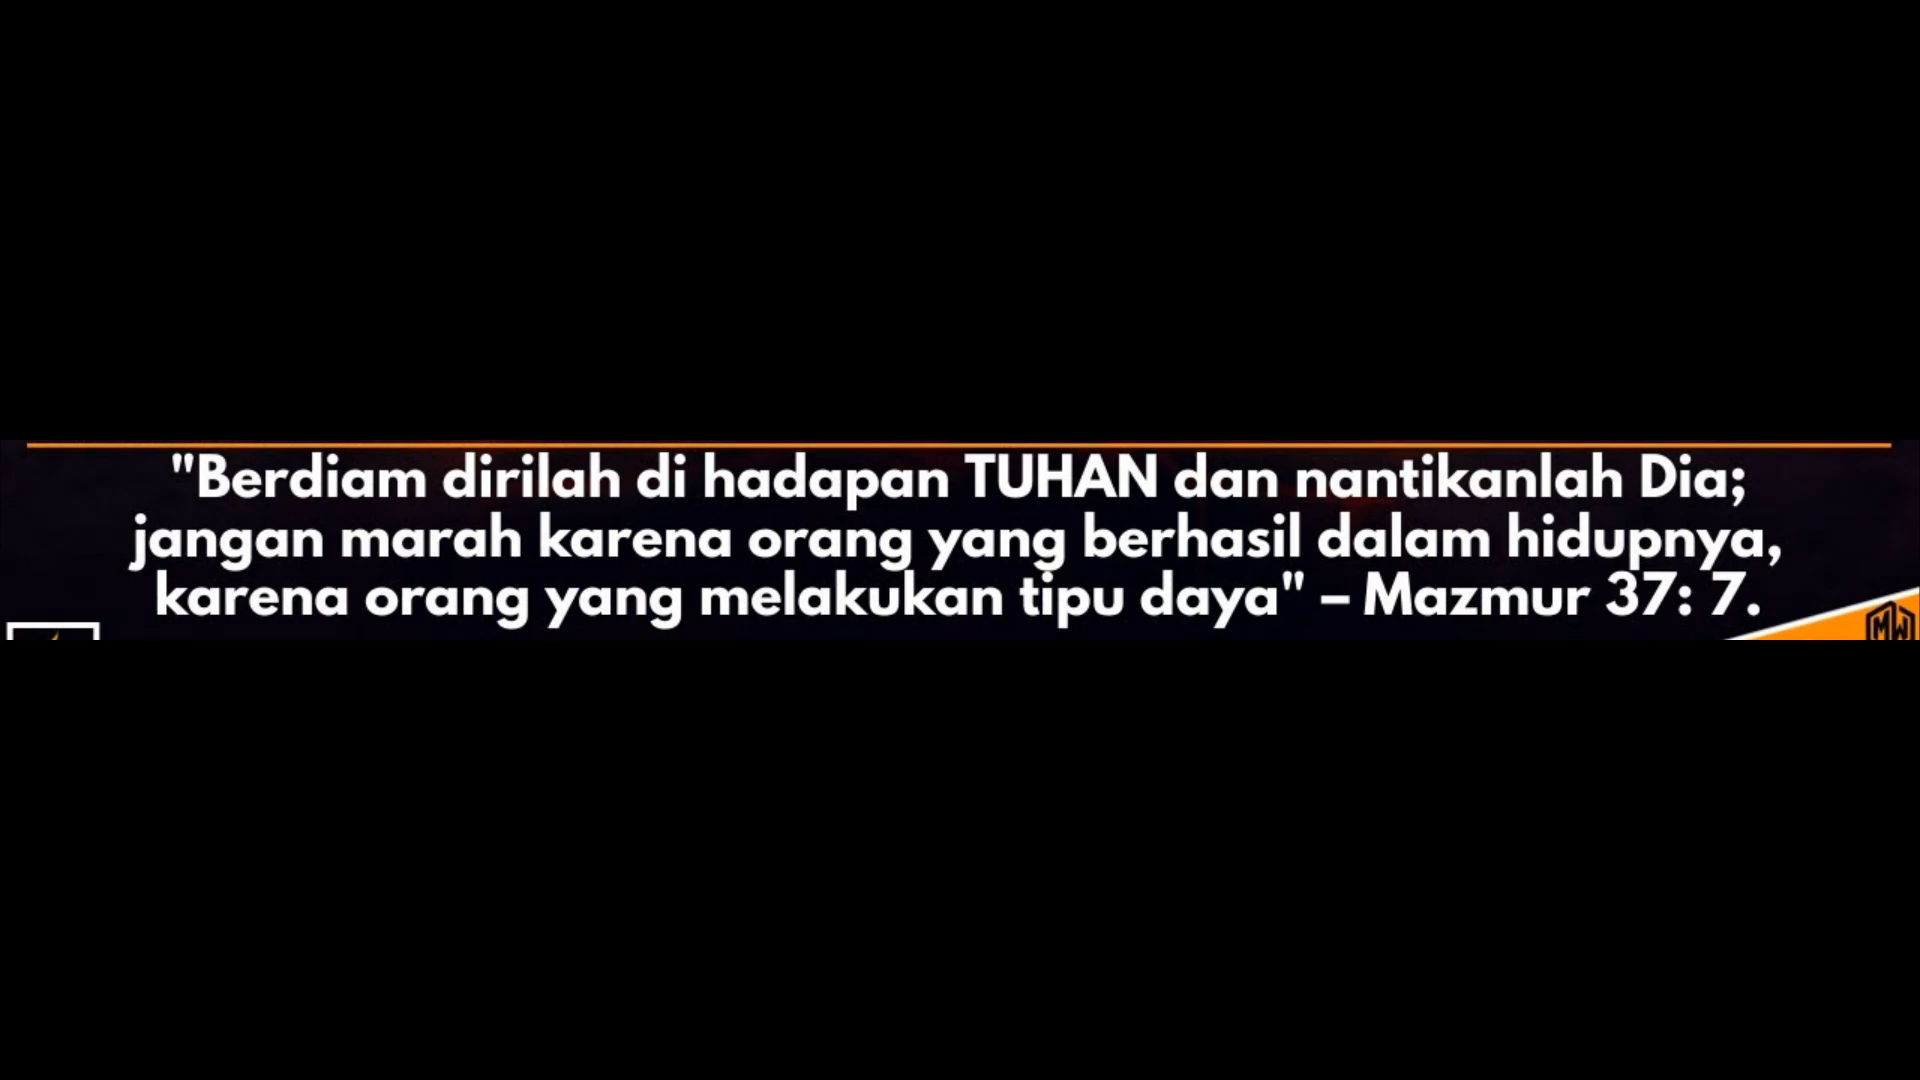 "Berdiam dirilah di hadapan TUHAN dan nantikanlah Dia;
jangan marah karena orang yang berhasil dalam hidupnya,
karena orang yang melakukan tipu daya" – Mazmur 37: 7.
MW